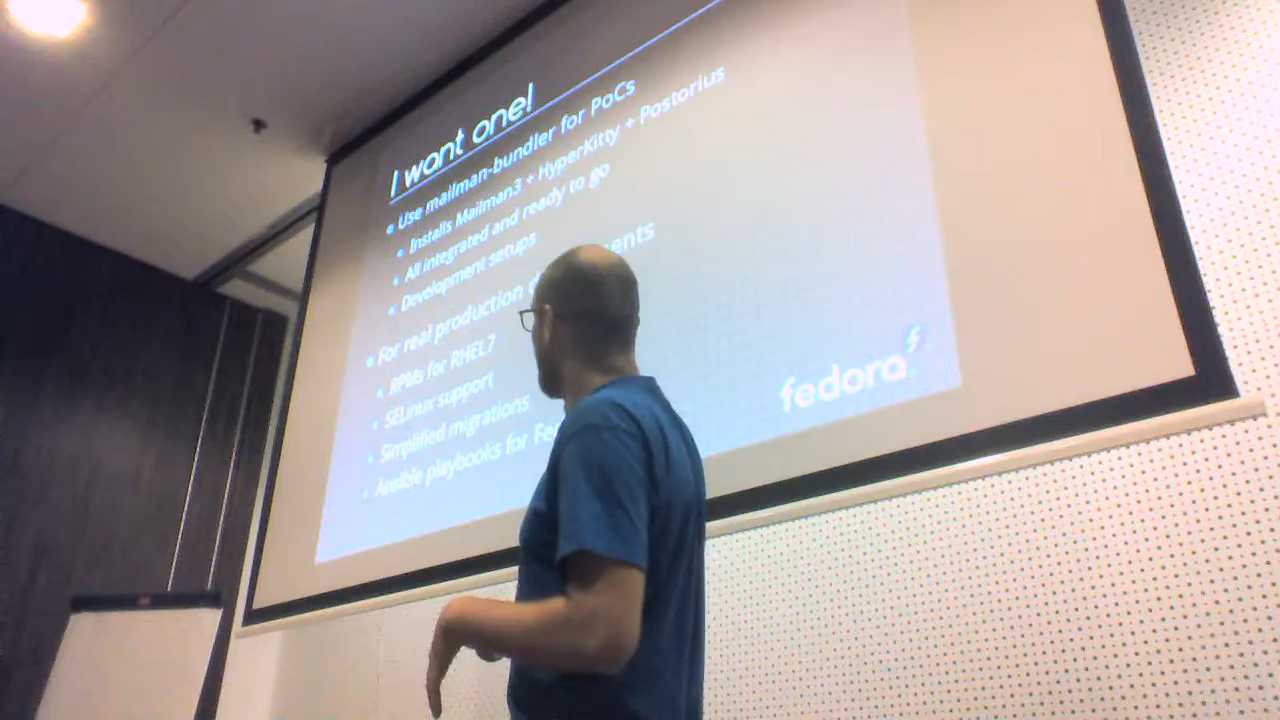 I want one!
Use mailman-bundler for PoCs
Installs Mailman3 + HyperKitty + Postorius
All integrated and ready to go
Development setups
For real production
RPMs for RHEL7
SELinux support
Simplified migrations
Ansible playbooks for
fedora